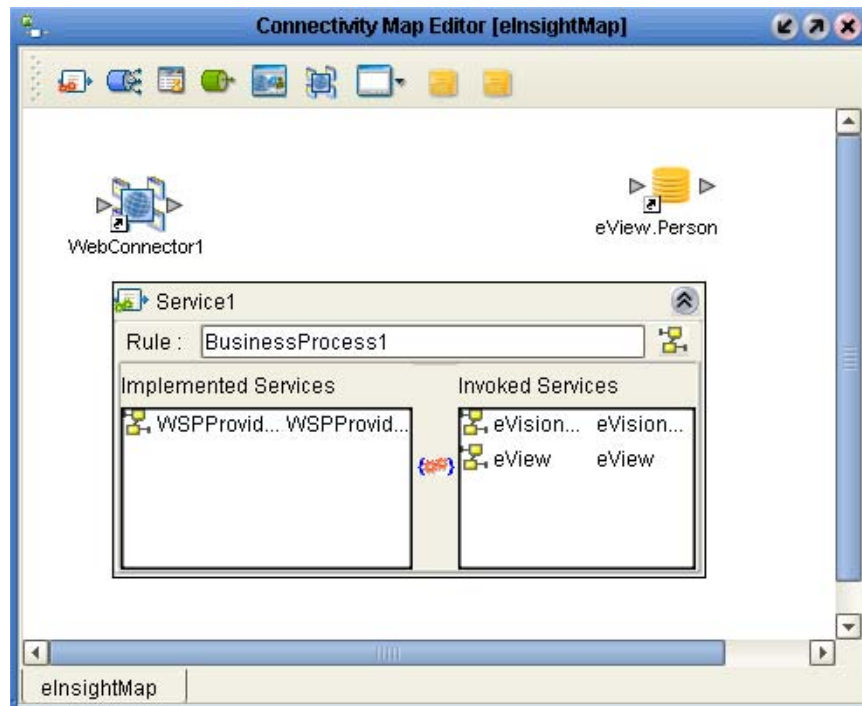 Connectivity Map Editor [eInsightMap]
WebConnector1
eView.Person
Service1
Rule : BusinessProcess1
Implemented Services Invoked Services
WSPProvid... WSPProvid... eVision... eVision...
eView eView
eInsightMap